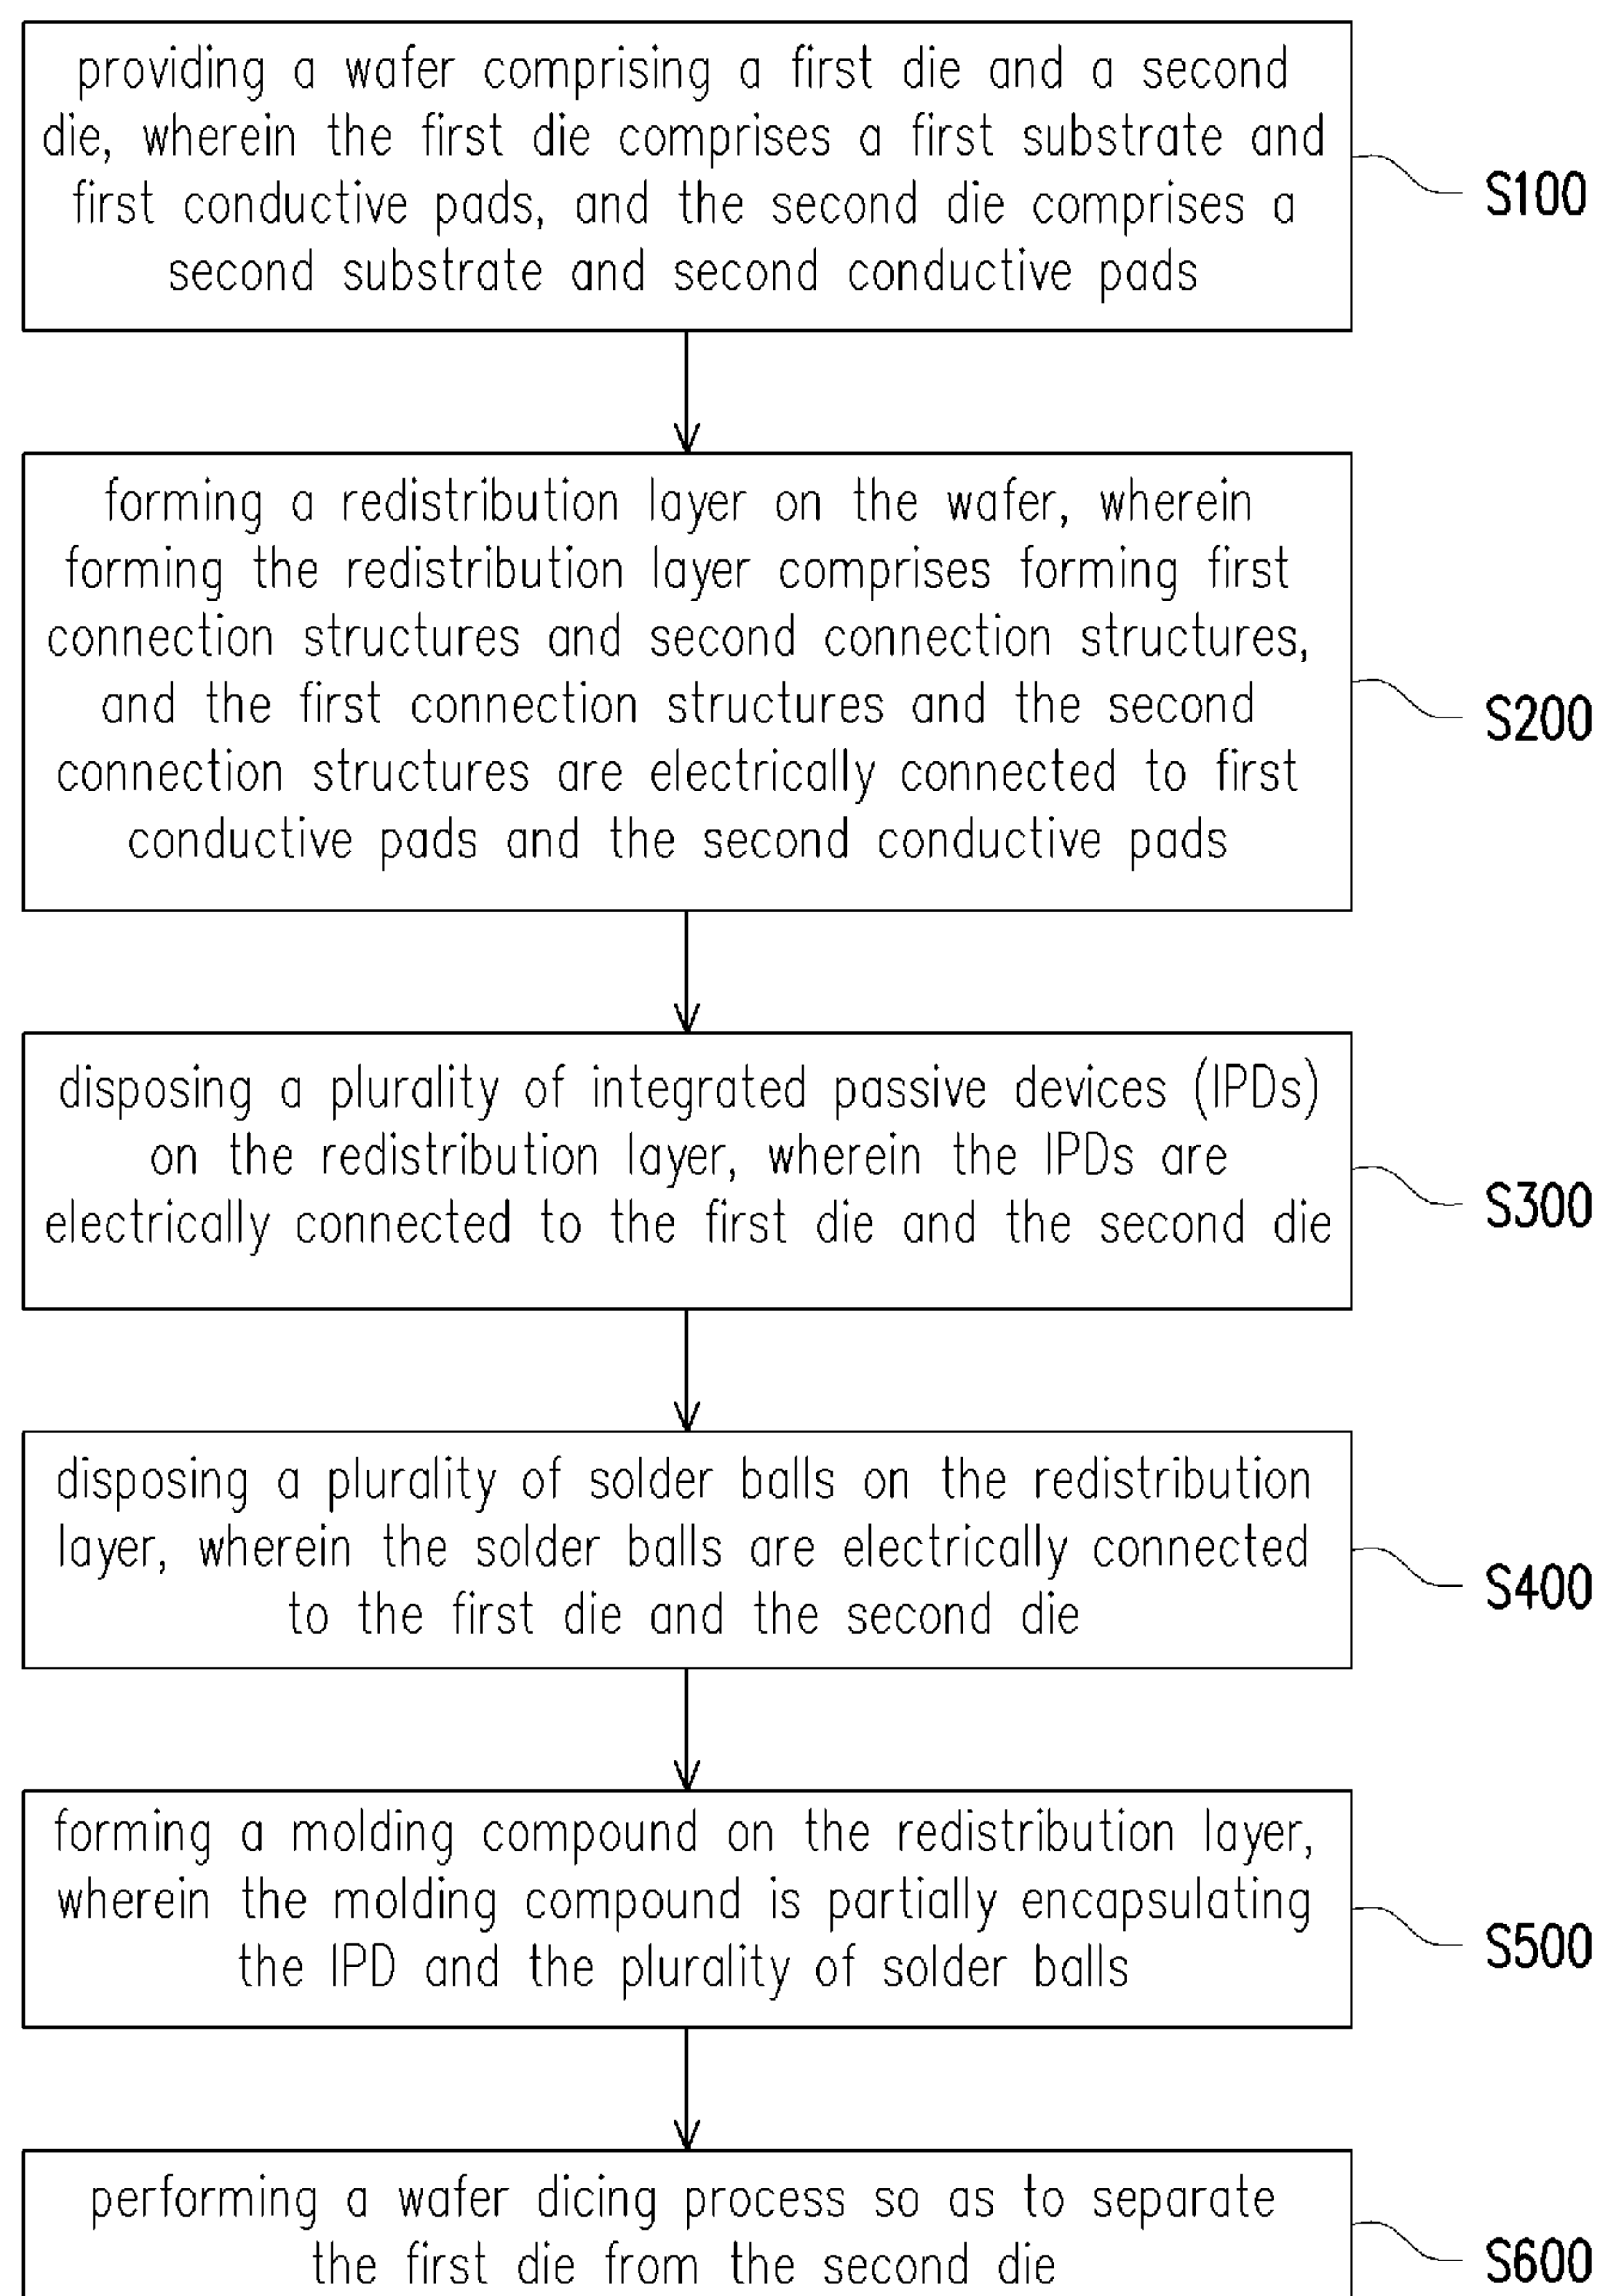 providing a wafer comprising a first die and a second
die, wherein the first die comprises a first substrate and
first conductive pads, and the second die comprises a
second substrate and second conductive pads
S100
forming a redistribution layer on the wafer, wherein
forming the redistribution layer comprises forming first
connection structures and second connection structures,
and the first connection structures and the second
connection structures are electrically connected to first
conductive pads and the second conductive pads
S200
disposing a plurality of integrated passive devices (IPDs)
on the redistribution layer, wherein the IPDs are
electrically connected to the first die and the second die
S300
disposing a plurality of solder balls on the redistribution
layer, wherein the solder balls are electrically connected
to the first die and the second die
S400
forming a molding compound on the redistribution layer,
wherein the molding compound is partially encapsulating
the IPD and the plurality of solder balls
S500
performing a wafer dicing process so as to separate
the first die from the second die
S600